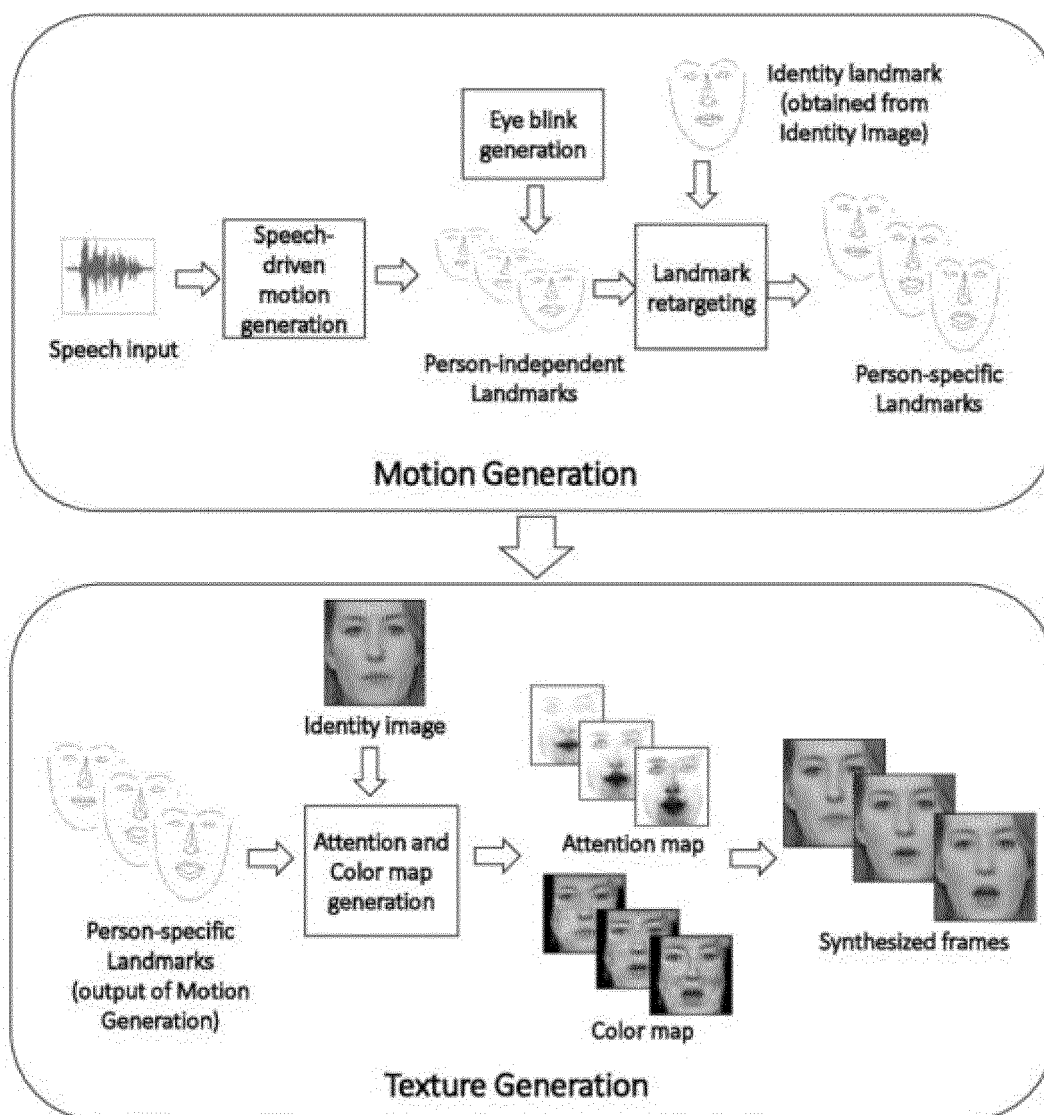 Identity landmark
(obtained from
Identity Image)
Eye blink
generation
Speech-
driven
motion
generation
Landmark
retargeting
Speech input
Person-independent
Landmarks
Person-specific
Landmarks
Motion Generation
Identity image
Attention and
Color map
generation
Attention map
Person-specific
Landmarks
(output of Motion
Generation)
Synthesized frames
Color map
Texture Generation